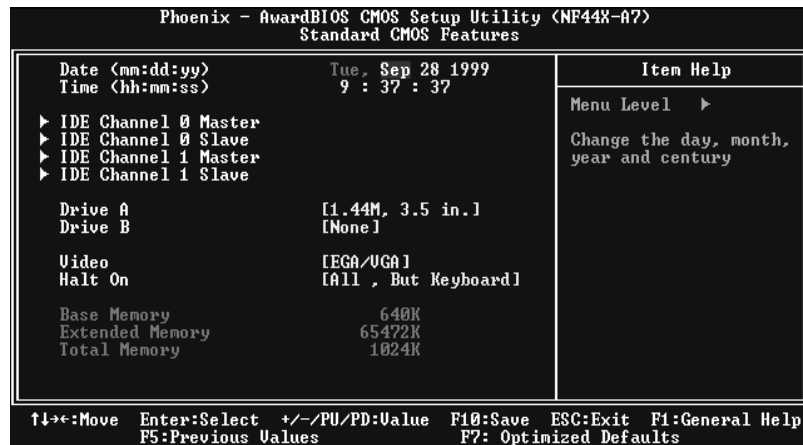 Phoenix - AwardBIOS CMOS Setup Utility (NF44X-A7)
Standard CMOS Features
Date (mm:dd:yy) Tue, Sep 28 1999
Time (hh:mm:ss) 9 : 37 : 37
▶ IDE Channel 0 Master
▶ IDE Channel 0 Slave
▶ IDE Channel 1 Master
▶ IDE Channel 1 Slave
Drive A [1.44M, 3.5 in.]
Drive B [None]
Video [EGA/VGA]
Halt On [All , But Keyboard]
Base Memory 640K
Extended Memory 65472K
Total Memory 1024K
Item Help
Menu Level ▶
Change the day, month,
year and century
↑↓→←:Move Enter:Select +/-/PU/PD:Value F10:Save ESC:Exit F1:General Help
F5:Previous Values F7: Optimized Defaults